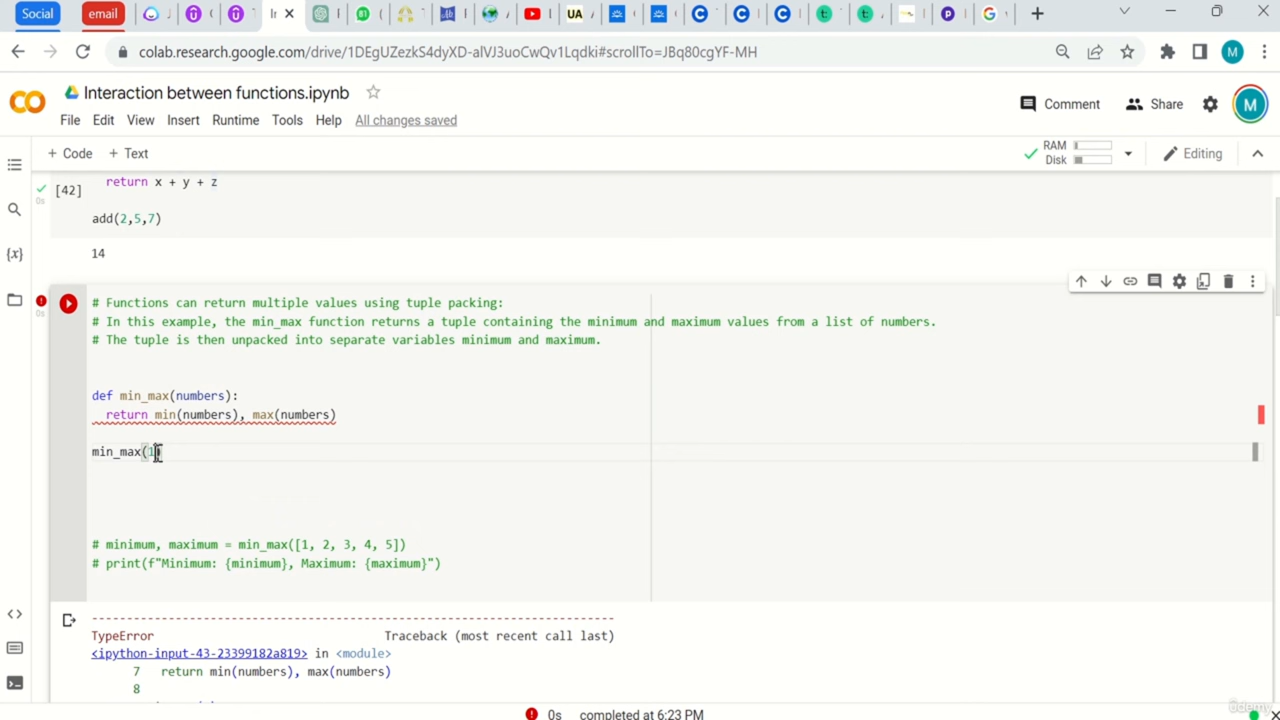 Social
email
colab.research.google.com/drive/1DEgUZezkS4dyXD-alVJ3uoCwQv1Lqdki#scrollTo=JBq80cgYF-MH
M
Interaction between functions.ipynb
File Edit View Insert Runtime Tools Help All changes saved
Comment Share M
+ Code + Text
RAM
Disk
Editing
return x + y + z
[42]
0s
add(2,5,7)
14
{x}
0s
# Functions can return multiple values using tuple packing:
# In this example, the min_max function returns a tuple containing the minimum and maximum values from a list of numbers.
# The tuple is then unpacked into separate variables minimum and maximum.
def min_max(numbers):
return min(numbers), max(numbers)
min_max(1)
# minimum, maximum = min_max([1, 2, 3, 4, 5])
# print(f"Minimum: {minimum}, Maximum: {maximum}")
TypeError Traceback (most recent call last)
<ipython-input-43-23399182a819> in <module>
7 return min(numbers), max(numbers)
8
0s completed at 6:23 PM
ûdemy